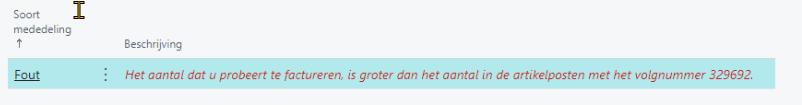 Soort
mededeling
↑
Beschrijving
Fout
Het aantal dat u probeert te factureren, is groter dan het aantal in de artikelposten met het volgnummer 329692.